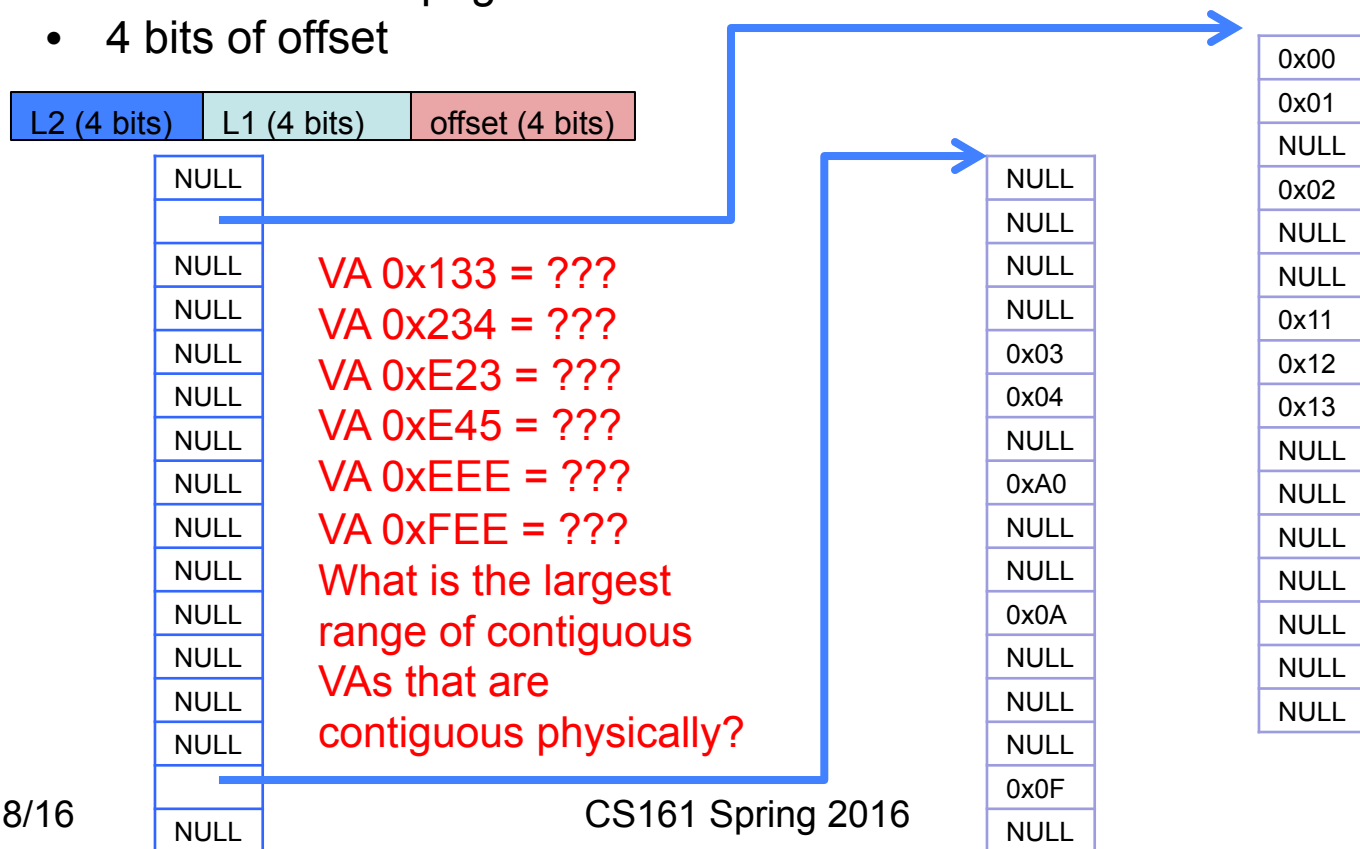 • 4 bits of offset
L2 (4 bits) L1 (4 bits) offset (4 bits)
NULL
NULL
NULL
NULL
NULL
NULL
NULL
NULL
NULL
NULL
NULL
NULL
NULL
NULL
VA 0x133 = ???
VA 0x234 = ???
VA 0xE23 = ???
VA 0xE45 = ???
VA 0xEEE = ???
VA 0xFEE = ???
What is the largest
range of contiguous
VAs that are
contiguous physically?
NULL
NULL
NULL
NULL
0x03
0x04
NULL
0xA0
NULL
NULL
0x0A
NULL
NULL
NULL
0x0F
NULL
0x00
0x01
NULL
0x02
NULL
NULL
0x11
0x12
0x13
NULL
NULL
NULL
NULL
NULL
NULL
NULL
8/16
CS161 Spring 2016